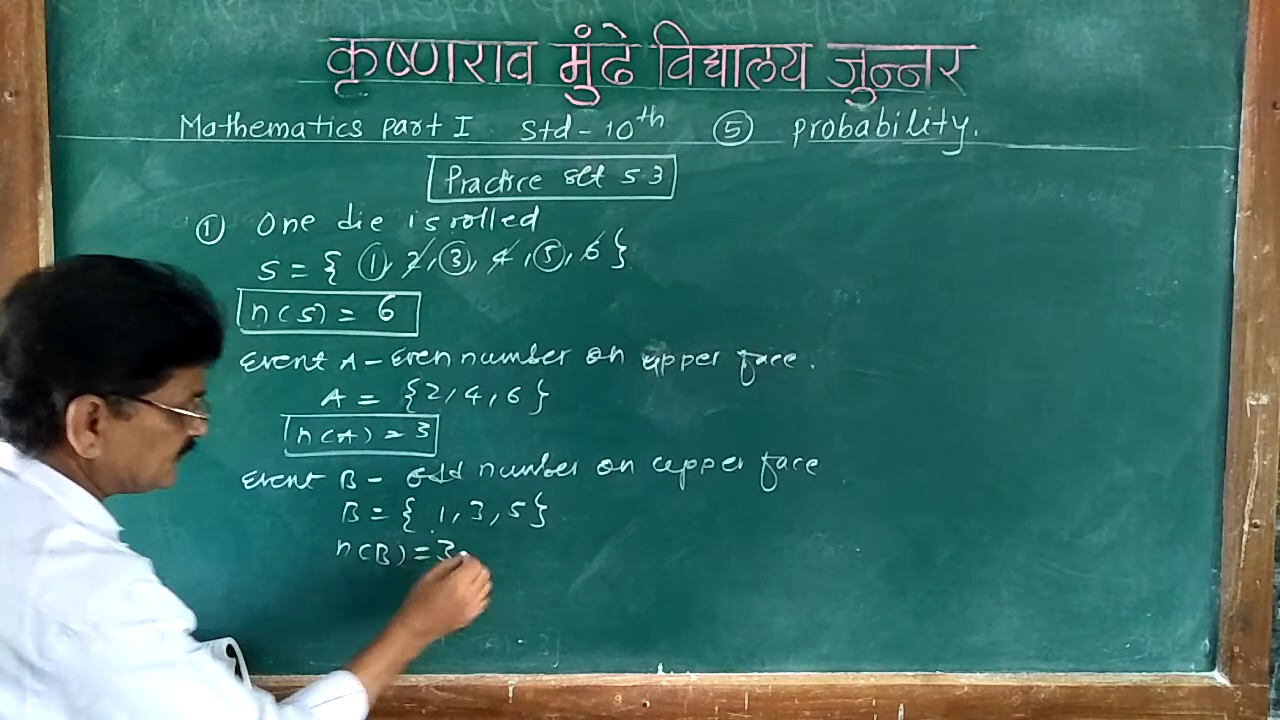 कृष्णराव मुंढे विद्यालय जुन्नर
Mathematics part I Std - 10th ⑤ probability.
Practice set 5 3
① One die is rolled
S = { ①, 2, ③, 4, ⑤, 6 }
n(S) = 6
Event A - Even number on upper face.
A = {2, 4, 6}
n(A) = 3
Event B - odd number on upper face
B = { 1, 3, 5 }
n(B) = 3